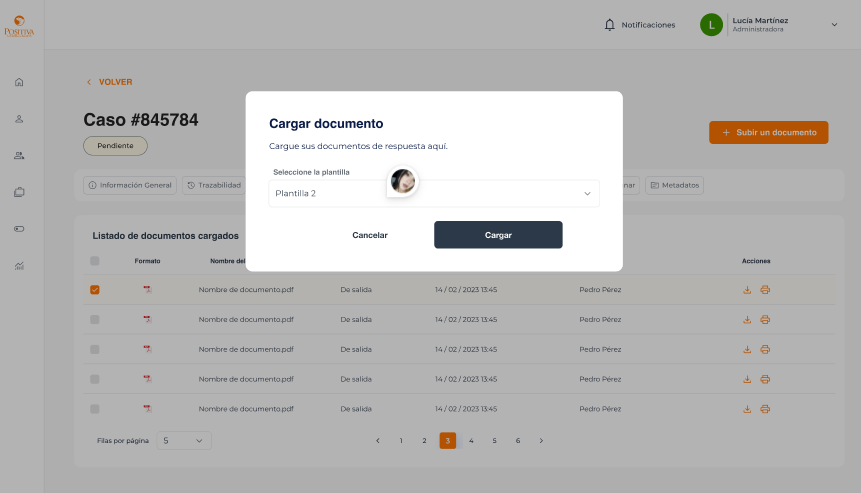 POSITIVA
Notificaciones
L
Lucía Martínez
Administradora
VOLVER
Caso #845784
Pendiente
+ Subir un documento
Información General
Trazabilidad
nar
Metadatos
Cargar documento
Cargue sus documentos de respuesta aquí.
Seleccione la plantilla
Plantilla 2
Cancelar
Cargar
Listado de documentos cargados
Formato Nombre del Acciones
Nombre de documento.pdf De salida 14 / 02 / 2023 13:45 Pedro Pérez
Nombre de documento.pdf De salida 14 / 02 / 2023 13:45 Pedro Pérez
Nombre de documento.pdf De salida 14 / 02 / 2023 13:45 Pedro Pérez
Nombre de documento.pdf De salida 14 / 02 / 2023 13:45 Pedro Pérez
Nombre de documento.pdf De salida 14 / 02 / 2023 13:45 Pedro Pérez
Filas por página 5 < 1 2 3 4 5 6 >